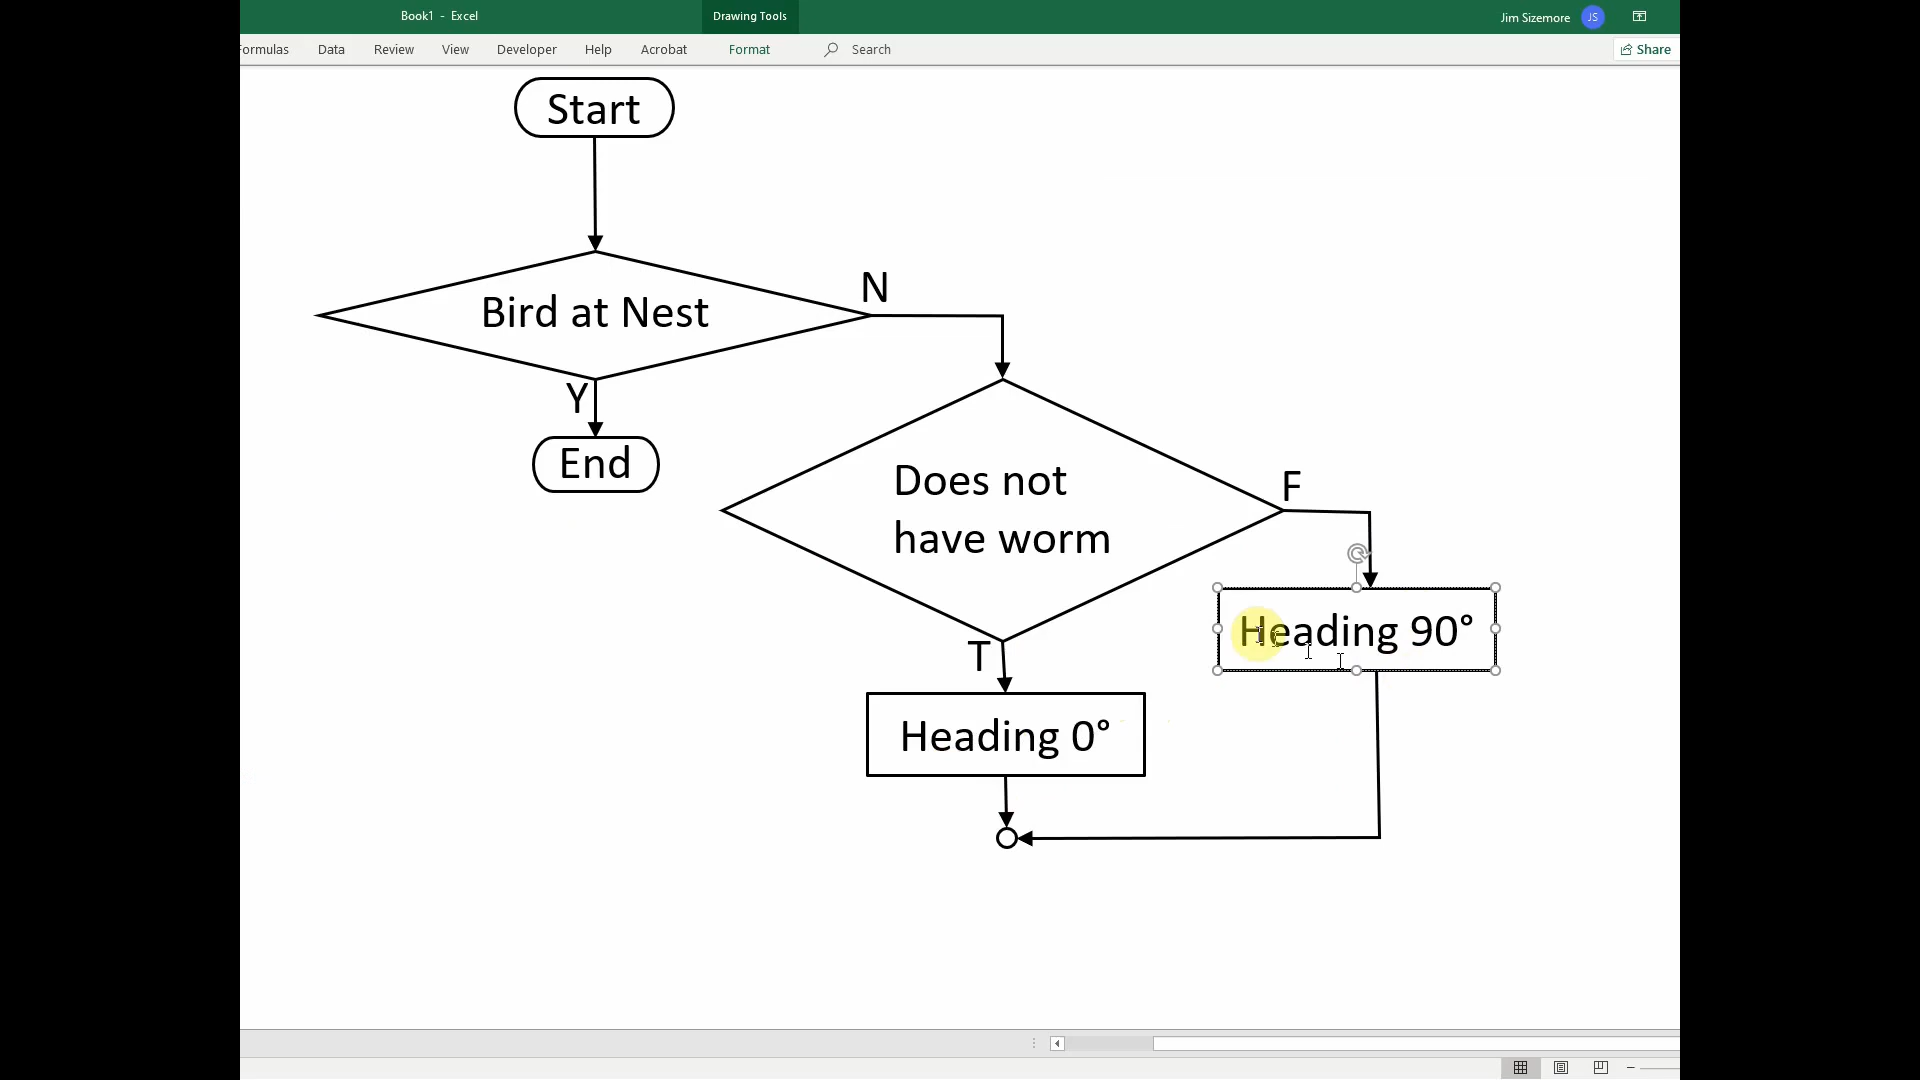 Book1 - Excel
Drawing Tools
Jim Sizemore
JS
ormulas
Data
Review
View
Developer
Help
Acrobat
Format
Search
Share
Start
Bird at Nest
N
Y
End
Does not
have worm
F
T
Heading 90°
Heading 0°